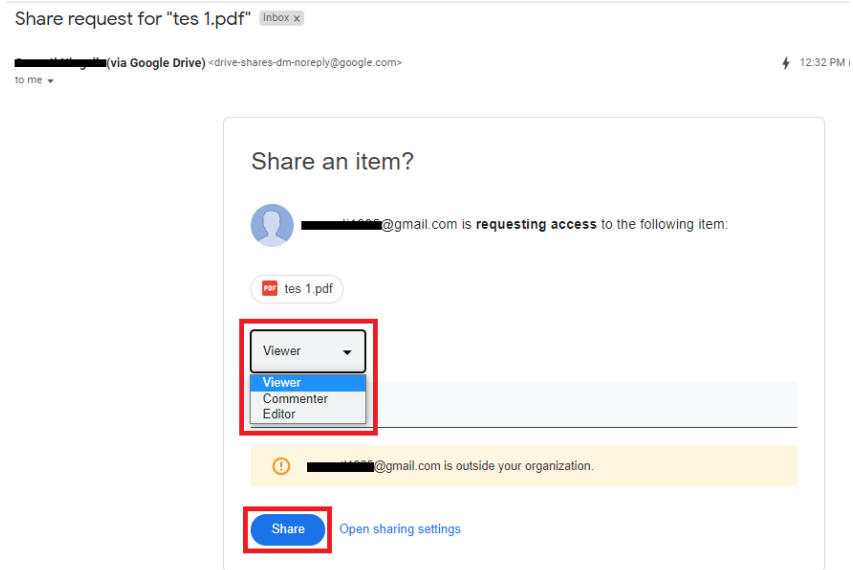 Share request for "tes 1.pdf" Inbox x
(via Google Drive) <drive-shares-dm-noreply@google.com> 12:32 PM (
to me
Share an item?
@gmail.com is requesting access to the following item:
PDF tes 1.pdf
Viewer
Viewer
Commenter
Editor
@gmail.com is outside your organization.
Share Open sharing settings